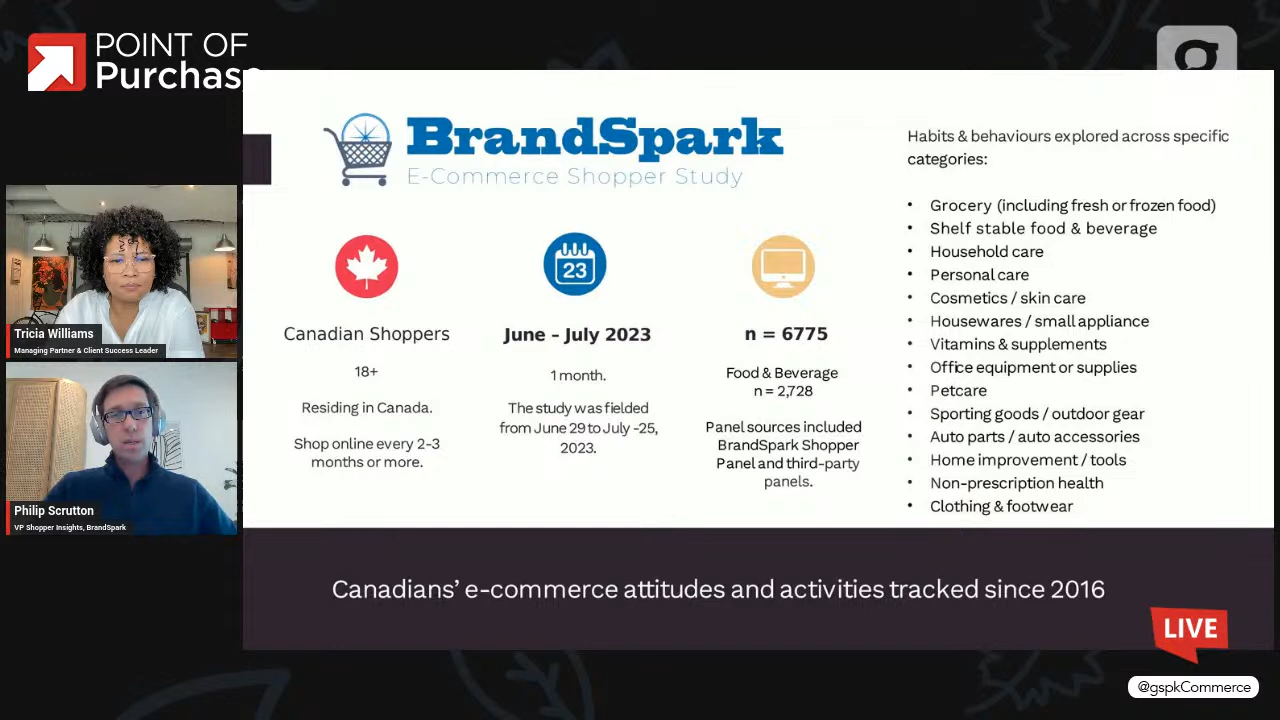 POINT OF
Purchase
BrandSpark
E-Commerce Shopper Study
23
Canadian Shoppers
18+
Residing in Canada.
Shop online every 2-3
months or more.
June – July 2023
1 month.
The study was fielded
from June 29 to July -25,
2023.
n = 6775
Food & Beverage
n = 2,728
Panel sources included
BrandSpark Shopper
Panel and third-party
panels.
Habits & behaviours explored across specific
categories:
• Grocery (including fresh or frozen food)
• Shelf stable food & beverage
• Household care
• Personal care
• Cosmetics / skin care
• Housewares / small appliance
• Vitamins & supplements
• Office equipment or supplies
• Petcare
• Sporting goods / outdoor gear
• Auto parts / auto accessories
• Home improvement / tools
• Non-prescription health
• Clothing & footwear
Tricia Williams
Managing Partner & Client Success Leader
Philip Scrutton
VP Shopper Insights, BrandSpark
Canadians’ e-commerce attitudes and activities tracked since 2016
LIVE
@gspkCommerce